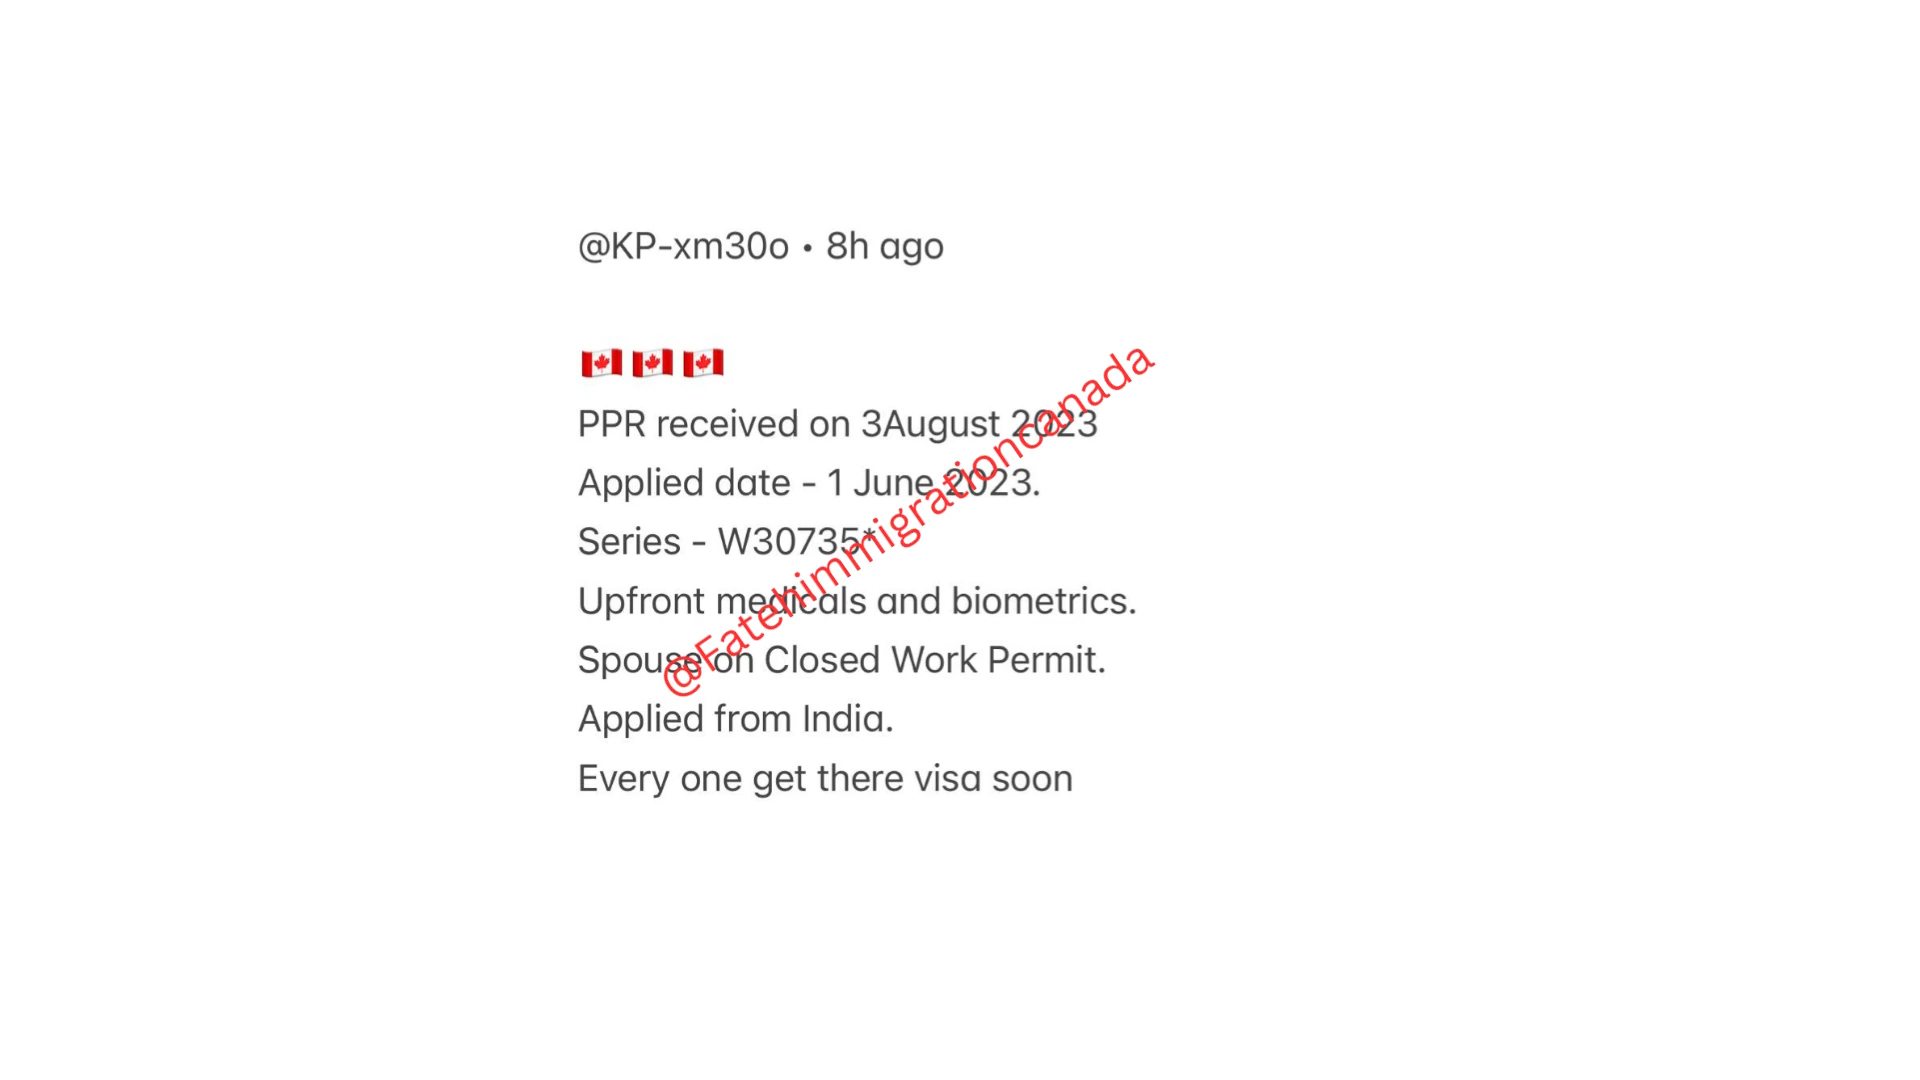 @KP-xm30o • 8h ago
🇨🇦 🇨🇦 🇨🇦
PPR received on 3August 2023
Applied date - 1 June 2023.
Series - W30735*
Upfront medicals and biometrics.
Spouse on Closed Work Permit.
Applied from India.
Every one get there visa soon
@Fatehimmigrationcanada